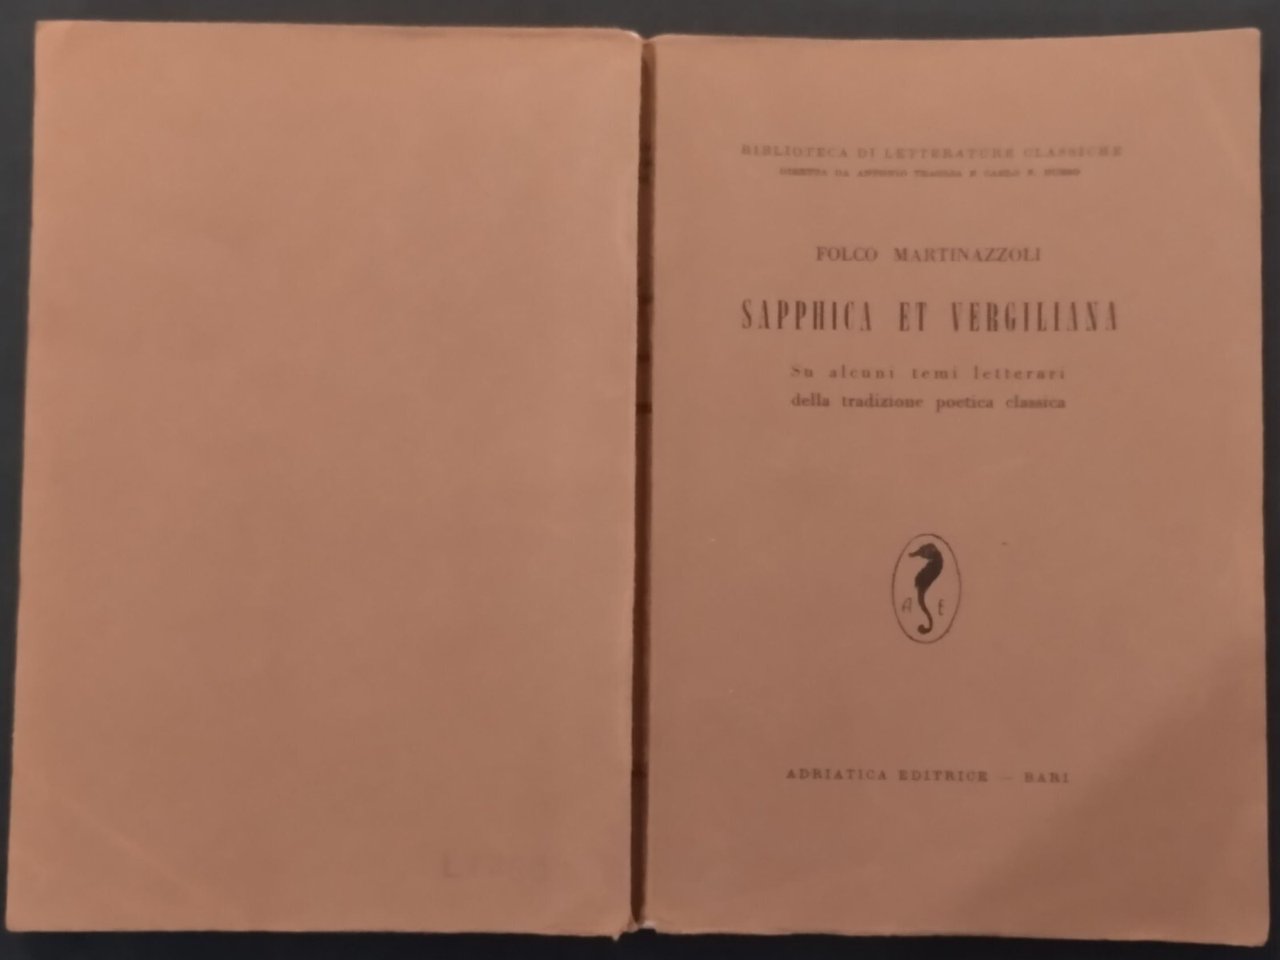 BIBLIOTECA DI LETTERATURE CLASSICHE
DIRETTA DA ANTONIO TRAGLIA E CARLO F. RUSSO
FOLCO MARTINAZZOLI
SAPPHICA ET VERGILIANA
Su alcuni temi letterari
della tradizione poetica classica
A E
ADRIATICA EDITRICE — BARI